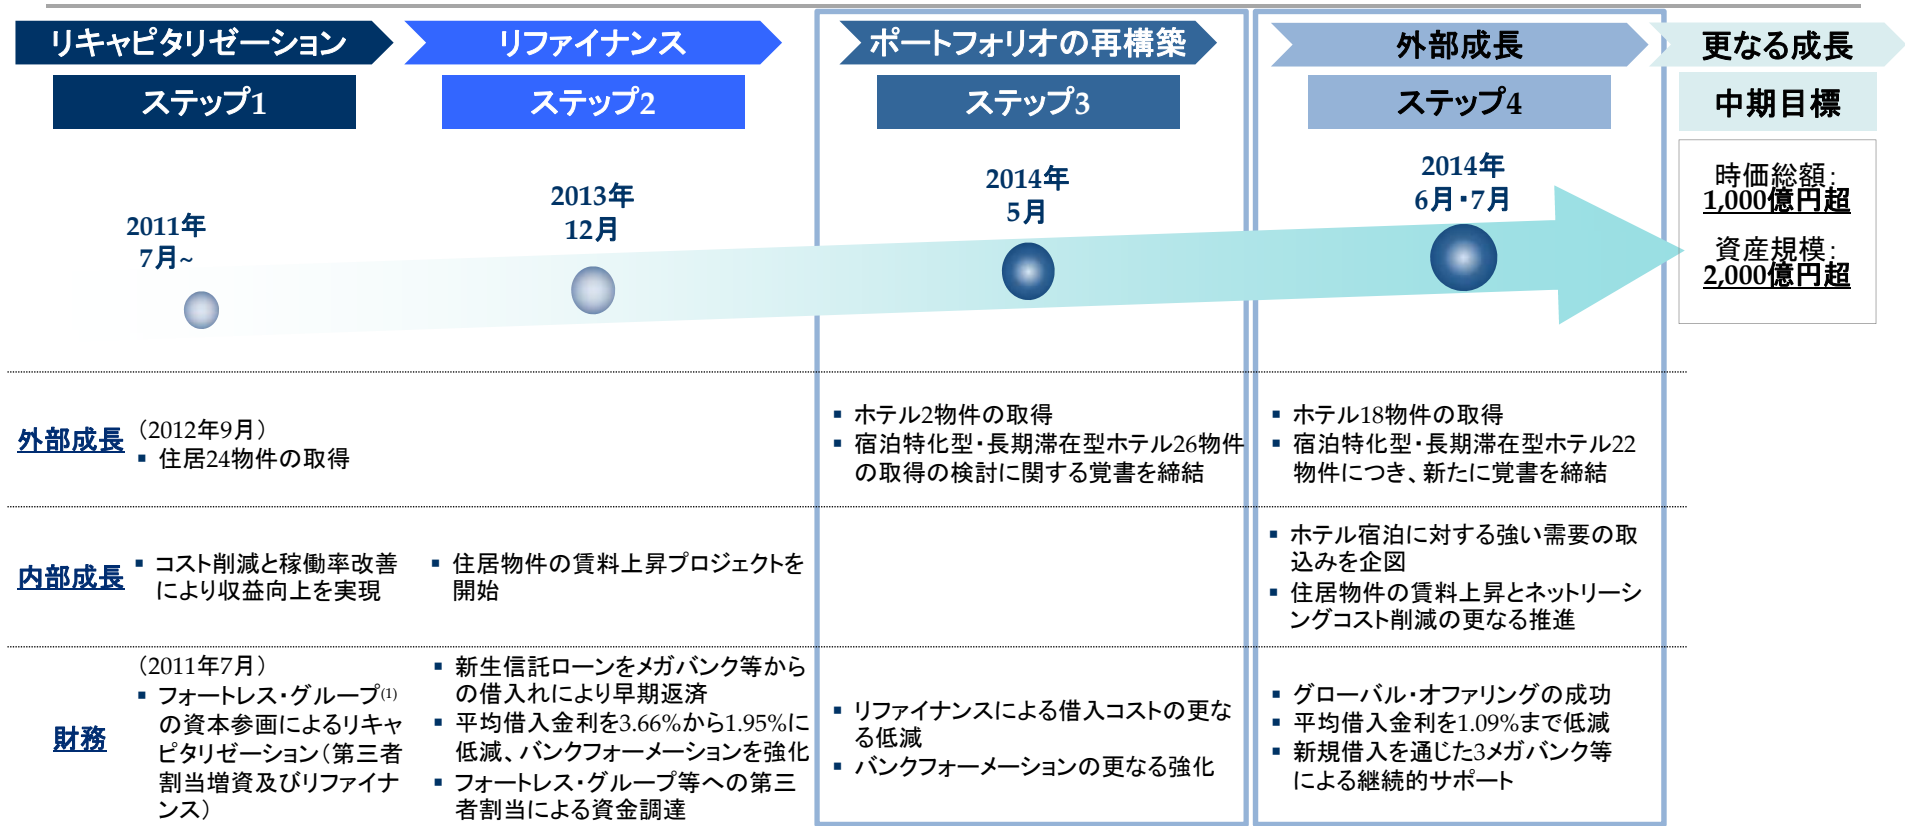 リキャピタリゼーション
リファイナンス
ポートフォリオの再構築
外部成長
更なる成長
ステップ1
ステップ2
ステップ3
ステップ4
中期目標
2011年
7月~
2013年
12月
2014年
5月
2014年
6月・7月
時価総額:
1,000億円超
資産規模:
2,000億円超
外部成長
（2012年9月）
▪ 住居24物件の取得
▪ ホテル2物件の取得
▪ 宿泊特化型・長期滞在型ホテル26物件
の取得の検討に関する覚書を締結
▪ ホテル18物件の取得
▪ 宿泊特化型・長期滞在型ホテル22
物件につき、新たに覚書を締結
内部成長
▪ コスト削減と稼働率改善
により収益向上を実現
▪ 住居物件の賃料上昇プロジェクトを
開始
▪ ホテル宿泊に対する強い需要の取
込みを企図
▪ 住居物件の賃料上昇とネットリーシ
ングコスト削減の更なる推進
財務
（2011年7月）
▪ フォートレス・グループ(1)
の資本参画によるリキャ
ピタリゼーション（第三者
割当増資及びリファイナ
ンス）
▪ 新生信託ローンをメガバンク等から
の借入れにより早期返済
▪ 平均借入金利を3.66%から1.95%に
低減、バンクフォーメーションを強化
▪ フォートレス・グループ等への第三
者割当による資金調達
▪ リファイナンスによる借入コストの更な
る低減
▪ バンクフォーメーションの更なる強化
▪ グローバル・オファリングの成功
▪ 平均借入金利を1.09%まで低減
▪ 新規借入を通じた3メガバンク等
による継続的サポート